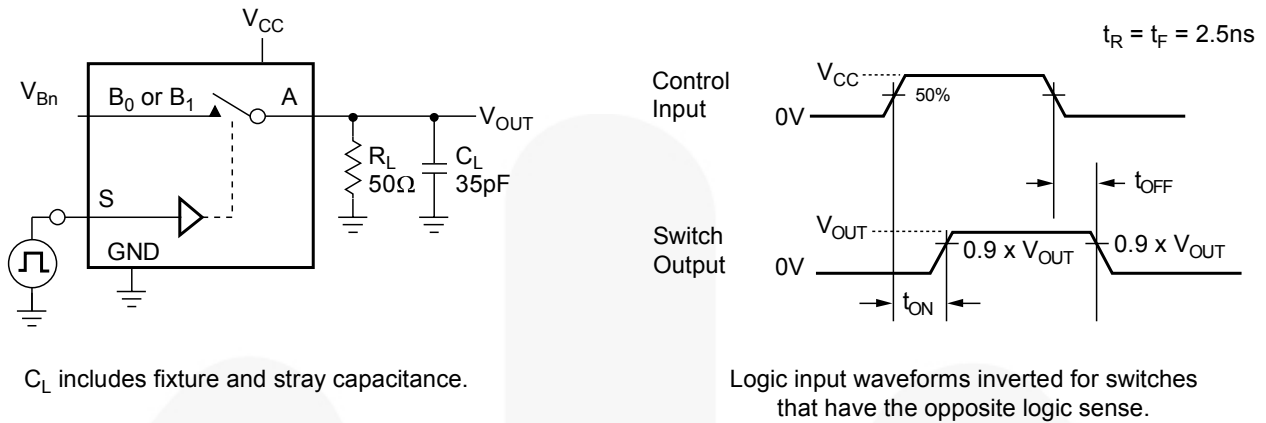 V_CC
V_Bn
B_0 or B_1
A
V_OUT
R_L
50Ω
C_L
35pF
S
GND
C_L includes fixture and stray capacitance.
t_R = t_F = 2.5ns
Control
Input
V_CC
50%
0V
t_OFF
Switch
Output
V_OUT
0.9 x V_OUT
0.9 x V_OUT
0V
t_ON
Logic input waveforms inverted for switches
that have the opposite logic sense.